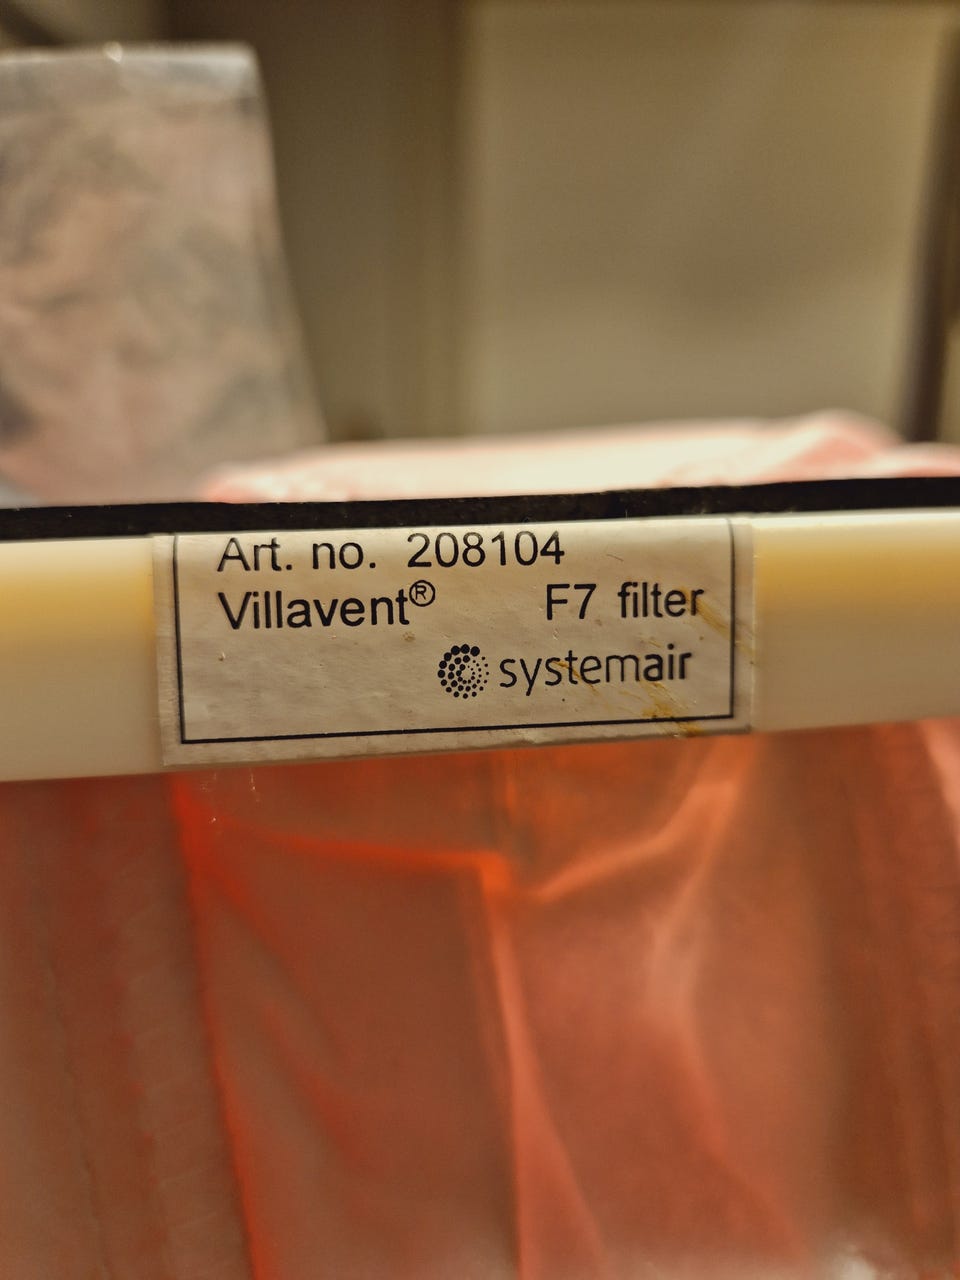 Art. no. 208104
Villavent® F7 filter
systemair